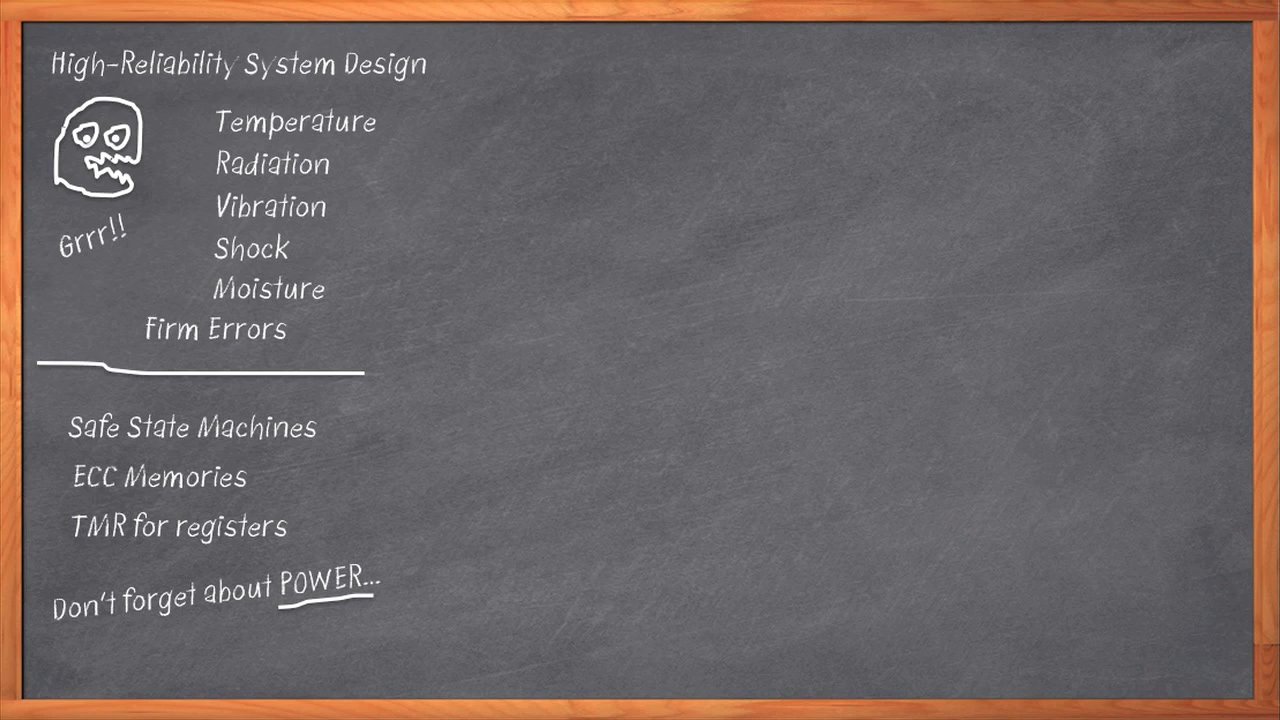 High-Reliability System Design
Temperature
Radiation
Vibration
Shock
Grrr!!
Moisture
Firm Errors
Safe State Machines
ECC Memories
TMR for registers
Don't forget about POWER...